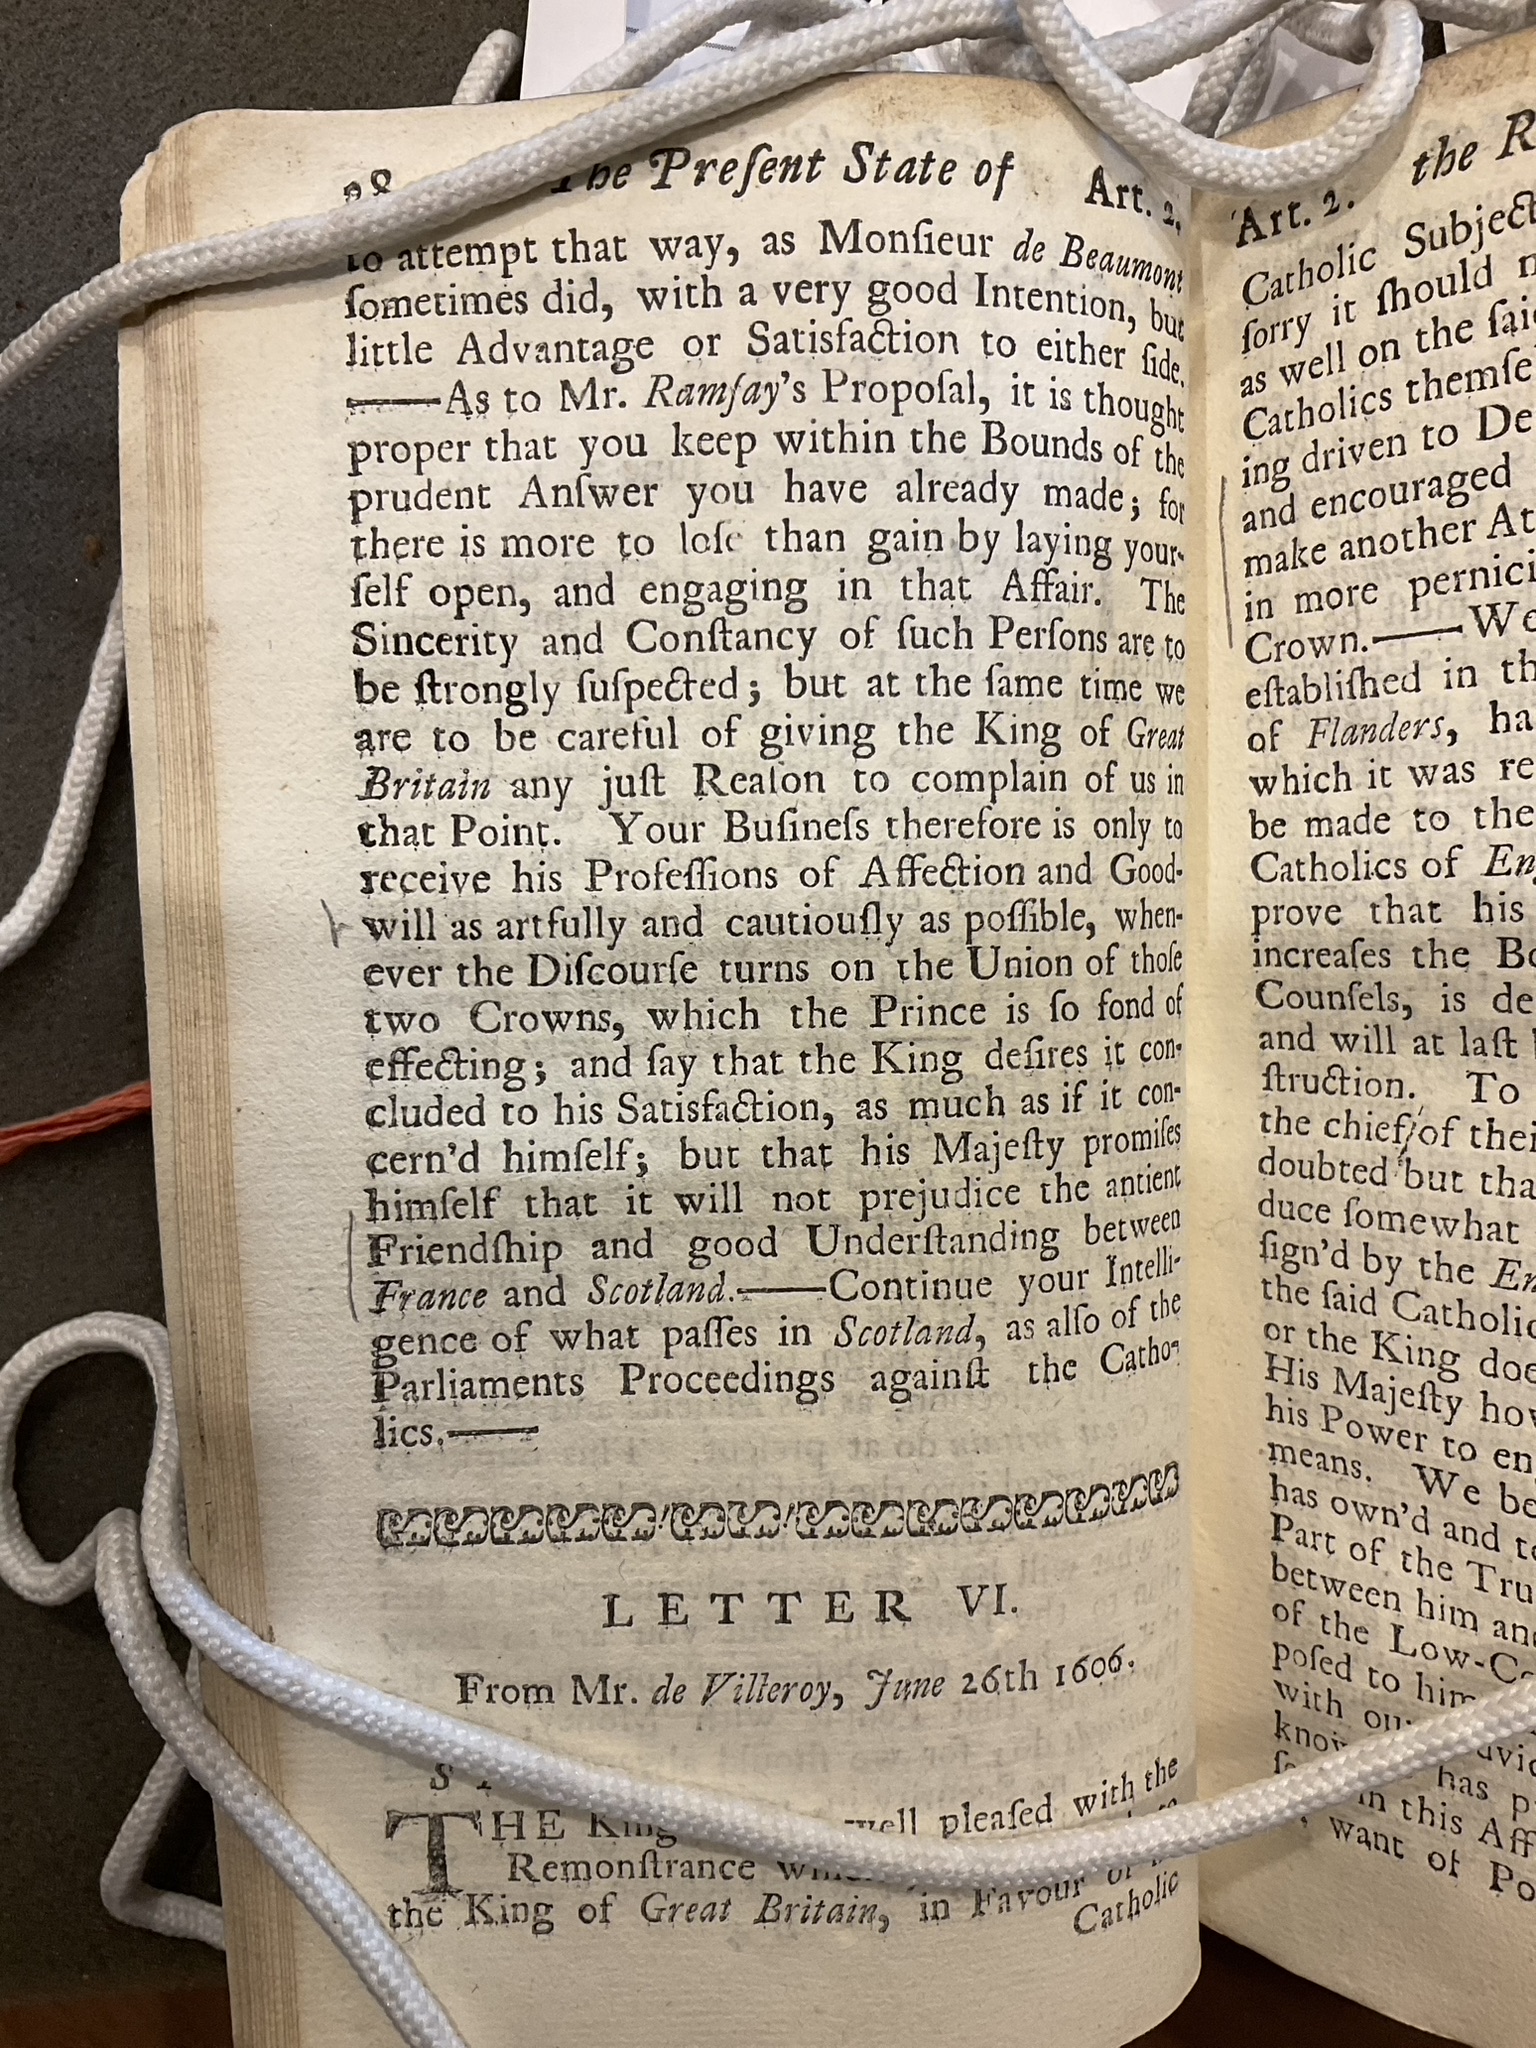 The Preſent State of Art. 2.
to attempt that way, as Monſieur de Beaumont
ſometimes did, with a very good Intention, but
little Advantage or Satisfaction to either ſide.
——As to Mr. Ramſay's Propoſal, it is thought
proper that you keep within the Bounds of the
prudent Anſwer you have already made; for
there is more to loſe than gain by laying your-
ſelf open, and engaging in that Affair. The
Sincerity and Conſtancy of ſuch Perſons are to
be ſtrongly ſuſpected; but at the ſame time we
are to be careful of giving the King of Great
Britain any juſt Reaſon to complain of us in
that Point. Your Buſineſs therefore is only to
receive his Profeſſions of Affection and Good-
will as artfully and cautiouſly as poſſible, when-
ever the Diſcourſe turns on the Union of thoſe
two Crowns, which the Prince is ſo fond of
effecting; and ſay that the King deſires it con-
cluded to his Satisfaction, as much as if it con-
cern'd himſelf; but that his Majeſty promiſes
himſelf that it will not prejudice the antient
Friendſhip and good Underſtanding between
France and Scotland.——Continue your Intelli-
gence of what paſſes in Scotland, as alſo of the
Parliaments Proceedings againſt the Catho-
lics.——
LETTER VI.
From Mr. de Villeroy, June 26th 1606.
THE King well pleaſed with the
Remonſtrance
the King of Great Britain, in Favour of
Catholic
Art. 2. the
Catholic Subject
ſorry it ſhould
as well on the ſaid
Catholics themſe
ing driven to De
and encouraged
make another At
in more pernici
Crown.——We
eſtabliſhed in th
of Flanders, ha
which it was re
be made to the
Catholics of En
prove that his
increaſes the Bo
Counſels, is de
and will at laſt
ſtruction. To
the chief of thei
doubted but tha
duce ſomewhat
ſign'd by the En
the ſaid Catholic
or the King doe
His Majeſty how
his Power to en
means. We be
has own'd and to
Part of the Tru
between him and
of the Low-Co
poſed to him
with our
know
has p
in this Aff
want of Po